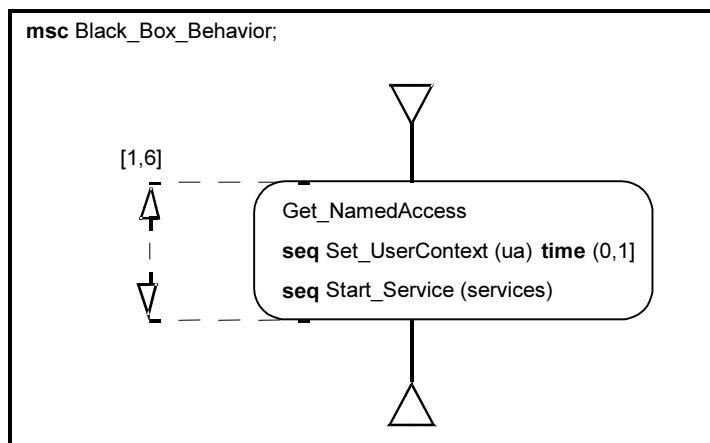 msc Black_Box_Behavior;
[1,6]
Get_NamedAccess
seq Set_UserContext (ua) time (0,1]
seq Start_Service (services)